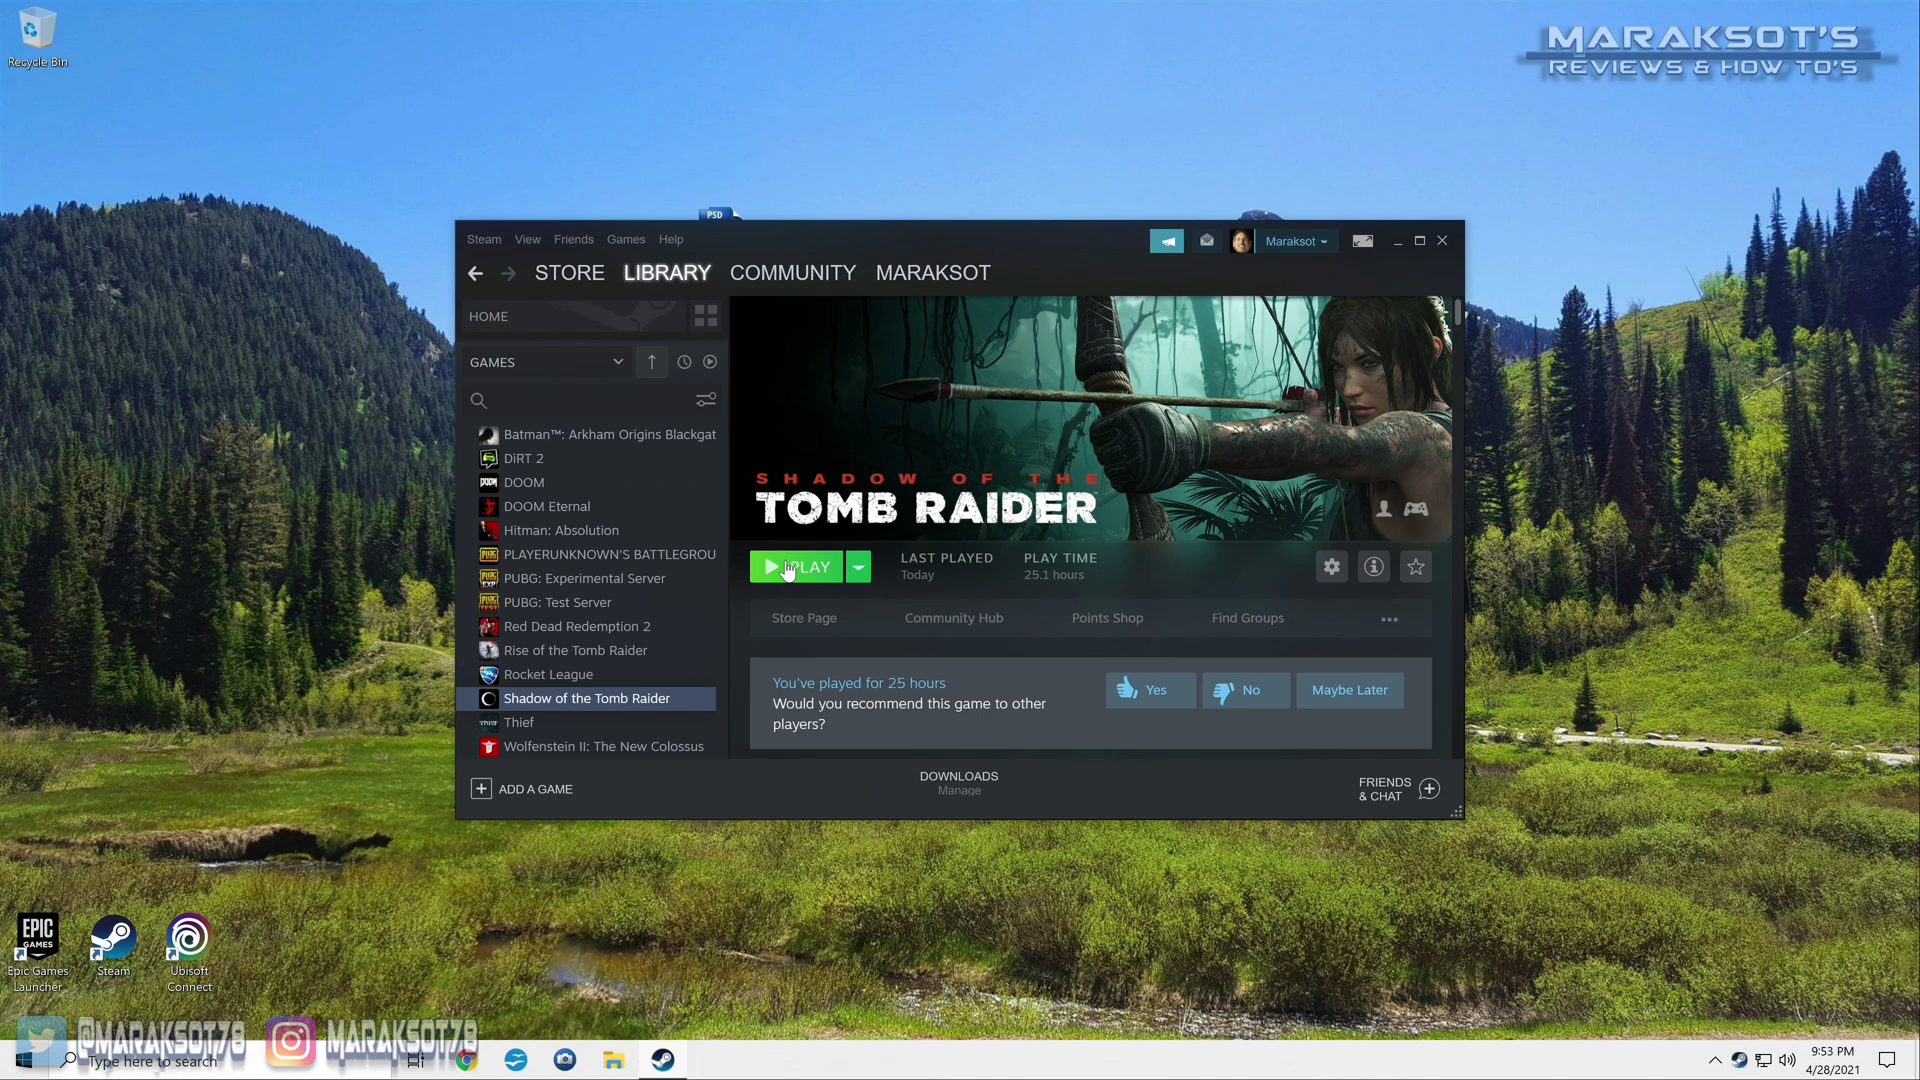 Recycle Bin
MARAKSOT'S
REVIEWS & HOW TO'S
PSD
Steam View Friends Games Help
Maraksot
STORE LIBRARY COMMUNITY MARAKSOT
HOME
GAMES
Batman™: Arkham Origins Blackgat
DiRT 2
DOOM
DOOM Eternal
Hitman: Absolution
PLAYERUNKNOWN'S BATTLEGROU
PUBG: Experimental Server
PUBG: Test Server
Red Dead Redemption 2
Rise of the Tomb Raider
Rocket League
Shadow of the Tomb Raider
Thief
Wolfenstein II: The New Colossus
SHADOW OF THE
TOMB RAIDER
PLAY
LAST PLAYED
Today
PLAY TIME
25.1 hours
Store Page Community Hub Points Shop Find Groups
You've played for 25 hours
Would you recommend this game to other
players?
Yes No Maybe Later
ADD A GAME
DOWNLOADS
Manage
FRIENDS
& CHAT
EPIC
GAMES
Epic Games
Launcher
Steam
Ubisoft
Connect
@MARAKSOT78 MARAKSOT78
Type here to search
9:53 PM
4/28/2021